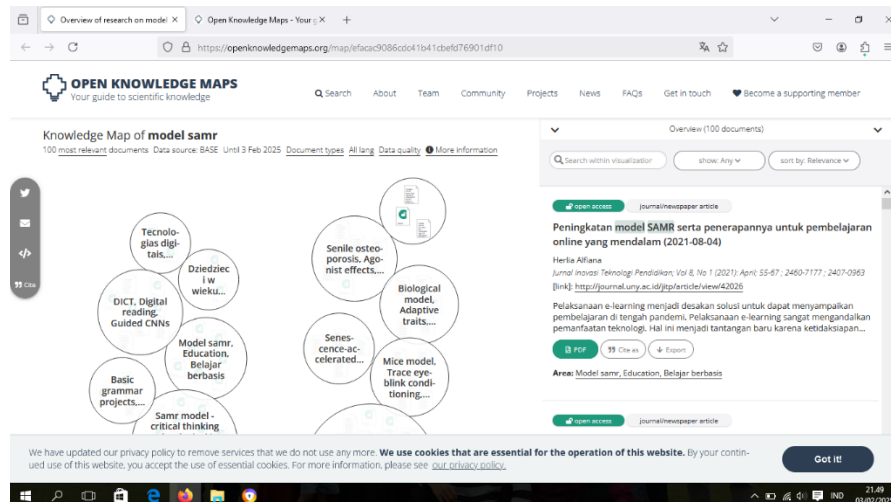 Overview of research on model
Open Knowledge Maps - Your g
https://openknowledgemaps.org/map/efacac9086cdc41b41cbefd76901df10
OPEN KNOWLEDGE MAPS
Your guide to scientific knowledge
Search About Team Community Projects News FAQs Get in touch Become a supporting member
Knowledge Map of model samr
100 most relevant documents Data source: BASE Until 3 Feb 2025 Document types All lang Data quality More information
Cite
Tecnolo-
gias digi-
tais,...
Dziedziec
i w
wieku...
DICT, Digital
reading,
Guided CNNs
Model samr,
Education,
Belajar
berbasis
Basic
grammar
projects,...
Samr model -
critical thinking
Senile osteo-
porosis, Ago-
nist effects,...
Biological
model,
Adaptive
traits,...
Senes-
cence-ac-
celerated...
Mice model,
Trace eye-
blink condi-
tioning,...
Overview (100 documents)
Search within visualization show: Any sort by: Relevance
open access journal/newspaper article
Peningkatan model SAMR serta penerapannya untuk pembelajaran
online yang mendalam (2021-08-04)
Herlia Alfiana
Jurnal Inovasi Teknologi Pendidikan; Vol 8, No 1 (2021): April; 55-67 ; 2460-7177 ; 2407-0963
[link]: http://journal.uny.ac.id/jitp/article/view/42026
Pelaksanaan e-learning menjadi desakan solusi untuk dapat menyampaikan
pembelajaran di tengah pandemi. Pelaksanaan e-learning sangat mengandalkan
pemanfaatan teknologi. Hal ini menjadi tantangan baru karena ketidaksiapan...
PDF Cite as Export
Area: Model samr, Education, Belajar berbasis
open access journal/newspaper article
We have updated our privacy policy to remove services that we do not use any more. We use cookies that are essential for the operation of this website. By your contin-
ued use of this website, you accept the use of essential cookies. For more information, please see our privacy policy.
Got it!
IND
21.49
03/02/2025